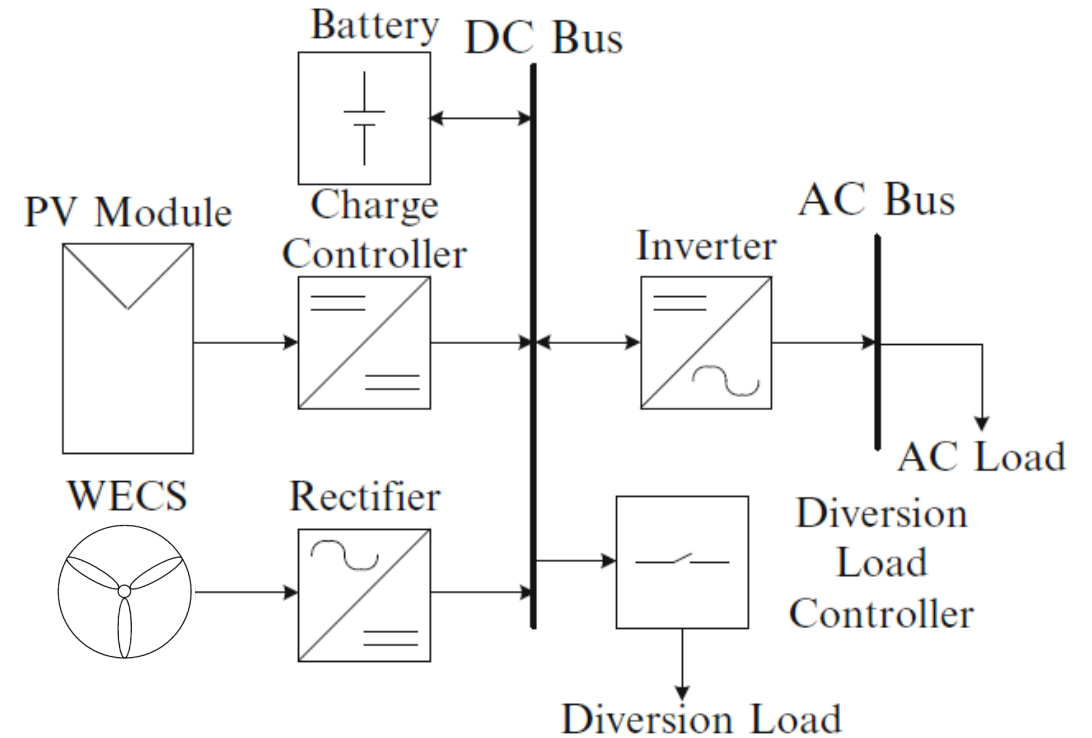 Battery
DC Bus
PV Module
Charge
Controller
AC Bus
Inverter
AC Load
WECS
Rectifier
Diversion
Load
Controller
Diversion Load